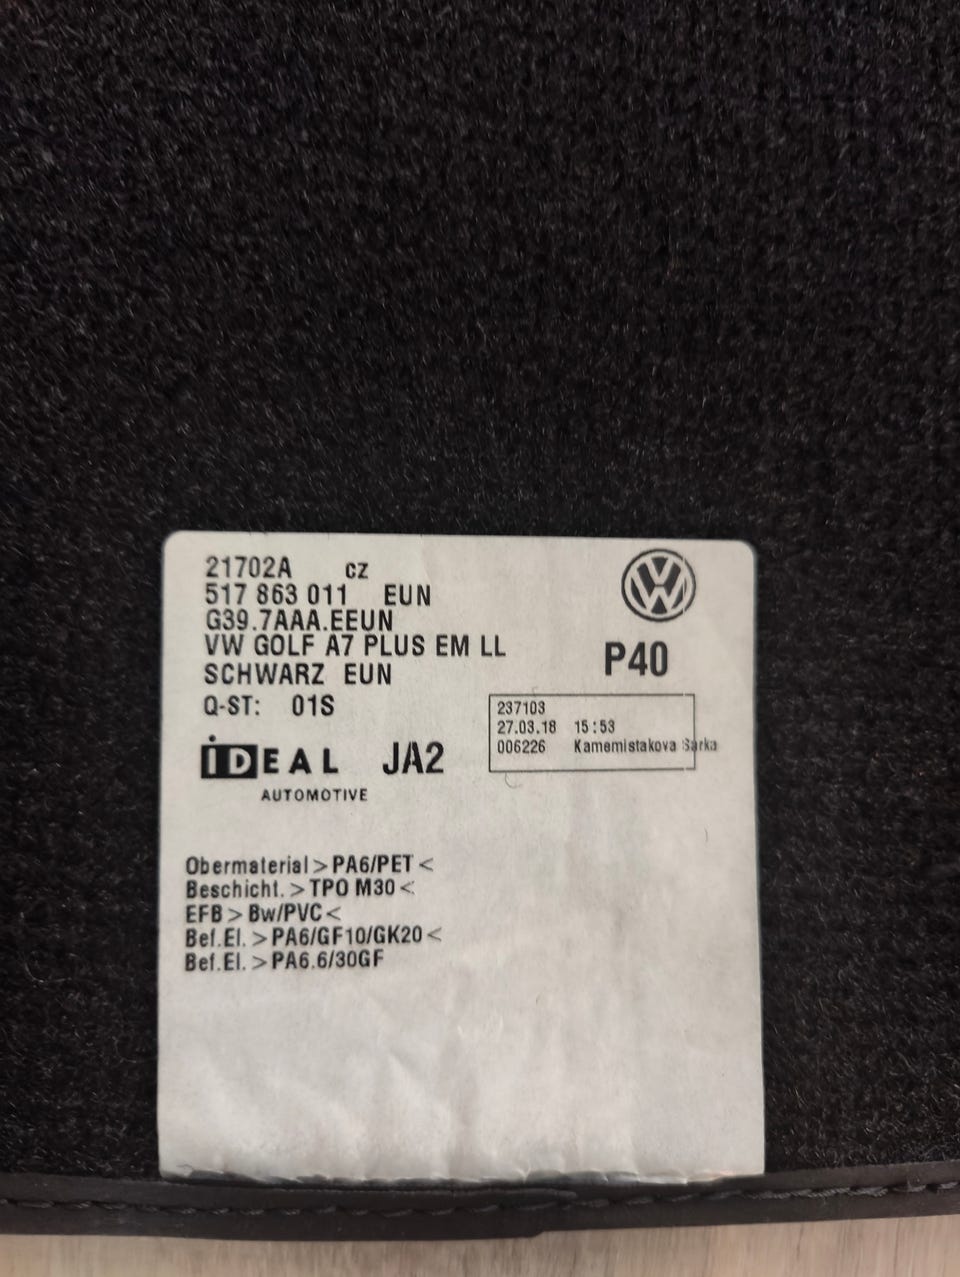 21702A cz
517 863 011 EUN
G39.7AAA.EEUN
VW GOLF A7 PLUS EM LL
SCHWARZ EUN
P40
Q-ST: 01S
237103
27.03.18 15:53
006226 Kamemistakova Sarka
iDEAL JA2
AUTOMOTIVE
Obermaterial > PA6/PET <
Beschicht. > TPO M30 <
EFB > Bw/PVC <
Bef.El. > PA6/GF10/GK20 <
Bef.El. > PA6.6/30GF